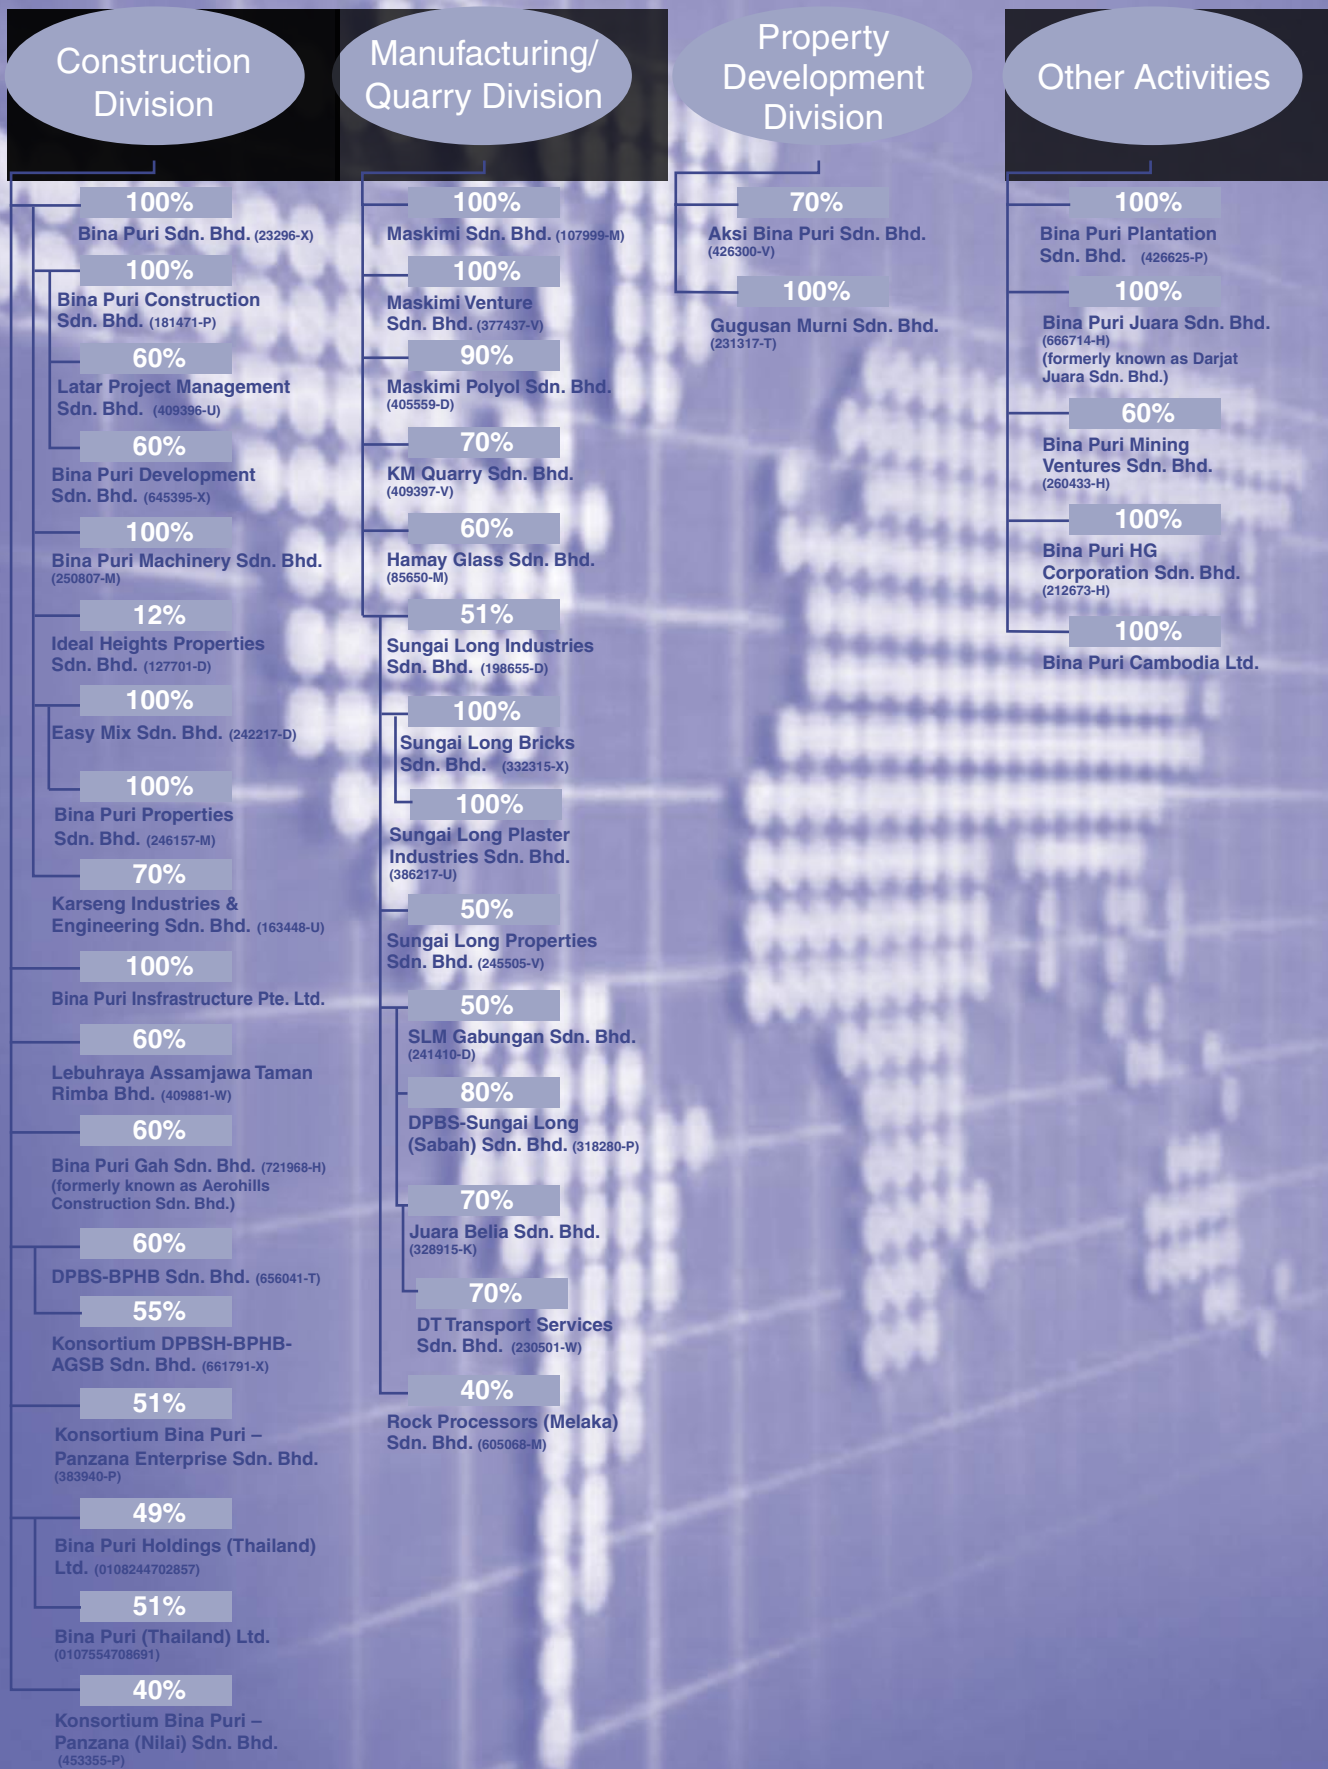 Construction
Division
100%
Bina Puri Sdn. Bhd. (23296-X)
100%
Bina Puri Construction
Sdn. Bhd. (181471-P)
60%
Latar Project Management
Sdn. Bhd. (409396-U)
60%
Bina Puri Development
Sdn. Bhd. (645395-X)
100%
Bina Puri Machinery Sdn. Bhd.
(250807-M)
12%
Ideal Heights Properties
Sdn. Bhd. (127701-D)
100%
Easy Mix Sdn. Bhd. (242217-D)
100%
Bina Puri Properties
Sdn. Bhd. (246157-M)
70%
Karseng Industries &
Engineering Sdn. Bhd. (163448-U)
100%
Bina Puri Insfrastructure Pte. Ltd.
60%
Lebuhraya Assamjawa Taman
Rimba Bhd. (409881-W)
60%
Bina Puri Gah Sdn. Bhd. (721968-H)
(formerly known as Aerohills
Construction Sdn. Bhd.)
60%
DPBS-BPHB Sdn. Bhd. (656041-T)
55%
Konsortium DPBSH-BPHB-
AGSB Sdn. Bhd. (661791-X)
51%
Konsortium Bina Puri –
Panzana Enterprise Sdn. Bhd.
(383940-P)
49%
Bina Puri Holdings (Thailand)
Ltd. (0108244702857)
51%
Bina Puri (Thailand) Ltd.
(0107554708691)
40%
Konsortium Bina Puri –
Panzana (Nilai) Sdn. Bhd.
(453355-P)
Manufacturing/
Quarry Division
100%
Maskimi Sdn. Bhd. (107999-M)
100%
Maskimi Venture
Sdn. Bhd. (377437-V)
90%
Maskimi Polyol Sdn. Bhd.
(405559-D)
70%
KM Quarry Sdn. Bhd.
(409397-V)
60%
Hamay Glass Sdn. Bhd.
(85650-M)
51%
Sungai Long Industries
Sdn. Bhd. (198655-D)
100%
Sungai Long Bricks
Sdn. Bhd. (332315-X)
100%
Sungai Long Plaster
Industries Sdn. Bhd.
(386217-U)
50%
Sungai Long Properties
Sdn. Bhd. (245505-V)
50%
SLM Gabungan Sdn. Bhd.
(241410-D)
80%
DPBS-Sungai Long
(Sabah) Sdn. Bhd. (318280-P)
70%
Juara Belia Sdn. Bhd.
(328915-K)
70%
DT Transport Services
Sdn. Bhd. (230501-W)
40%
Rock Processors (Melaka)
Sdn. Bhd. (605068-M)
Property
Development
Division
70%
Aksi Bina Puri Sdn. Bhd.
(426300-V)
100%
Gugusan Murni Sdn. Bhd.
(231317-T)
Other Activities
100%
Bina Puri Plantation
Sdn. Bhd. (426625-P)
100%
Bina Puri Juara Sdn. Bhd.
(666714-H)
(formerly known as Darjat
Juara Sdn. Bhd.)
60%
Bina Puri Mining
Ventures Sdn. Bhd.
(260433-H)
100%
Bina Puri HG
Corporation Sdn. Bhd.
(212673-H)
100%
Bina Puri Cambodia Ltd.